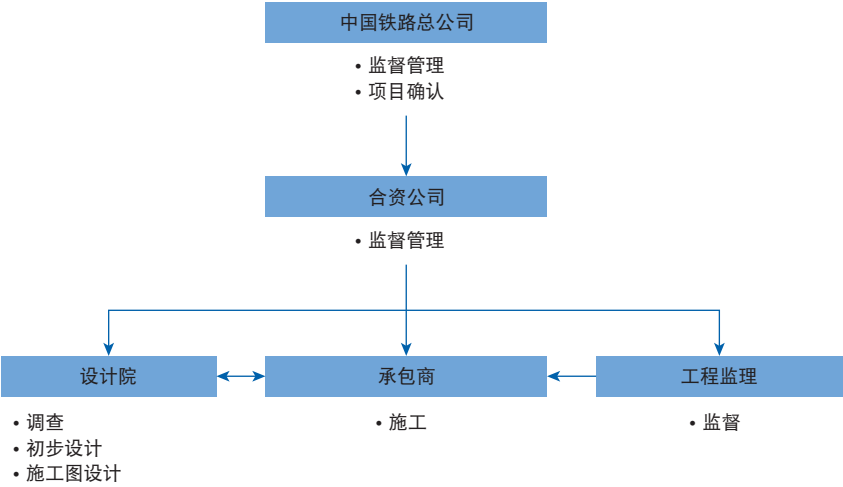 中国铁路总公司
• 监督管理
• 项目确认
合资公司
• 监督管理
设计院
承包商
工程监理
• 调查
• 初步设计
• 施工图设计
• 施工
• 监督